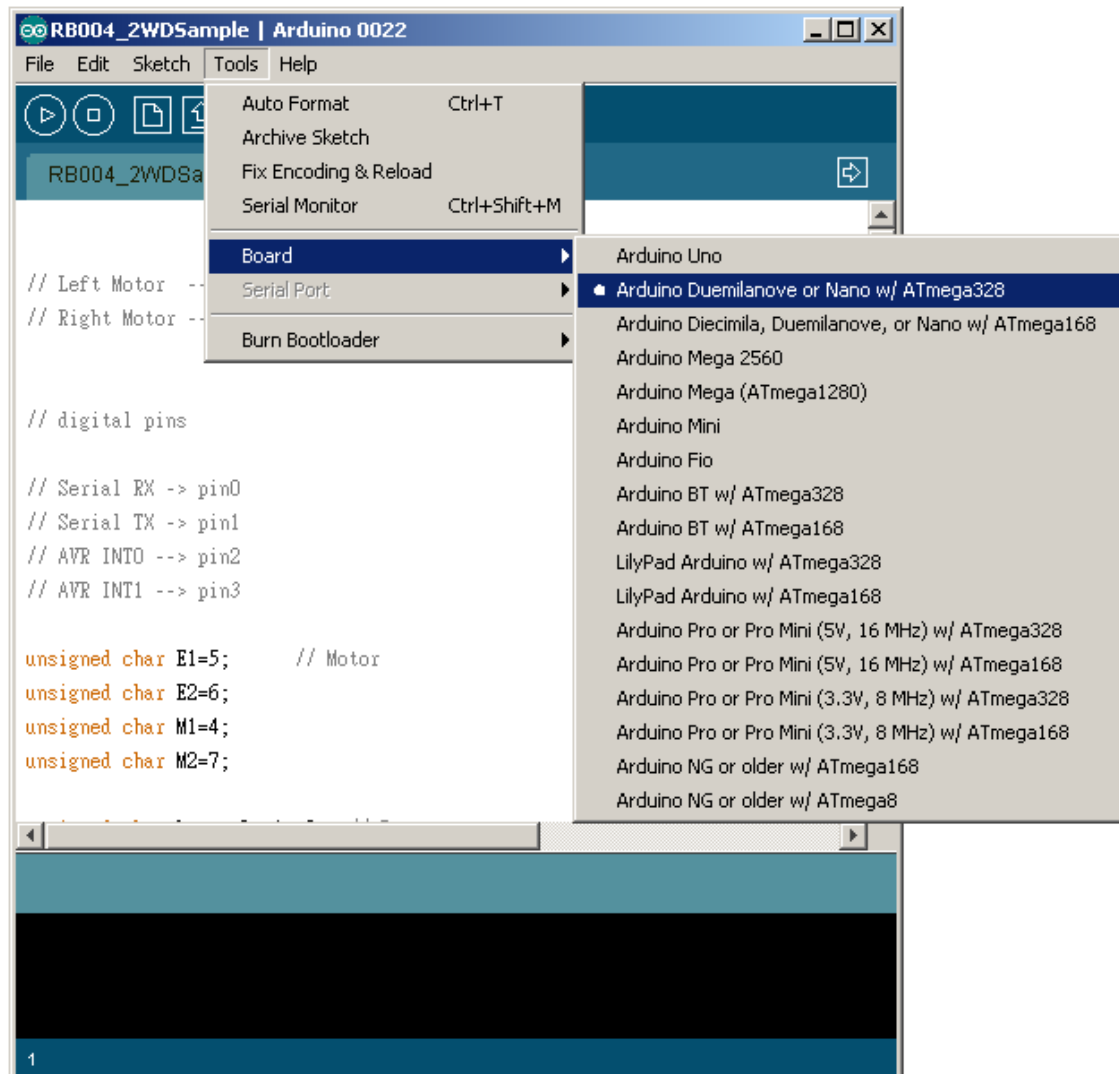 RB004_2WDSample | Arduino 0022
File Edit Sketch Tools Help
Auto Format Ctrl+T
Archive Sketch
Fix Encoding & Reload
Serial Monitor Ctrl+Shift+M
Board
Serial Port
Burn Bootloader
RB004_2WDSa
Arduino Uno
Arduino Duemilanove or Nano w/ ATmega328
Arduino Diecimila, Duemilanove, or Nano w/ ATmega168
Arduino Mega 2560
Arduino Mega (ATmega1280)
Arduino Mini
Arduino Fio
Arduino BT w/ ATmega328
Arduino BT w/ ATmega168
LilyPad Arduino w/ ATmega328
LilyPad Arduino w/ ATmega168
Arduino Pro or Pro Mini (5V, 16 MHz) w/ ATmega328
Arduino Pro or Pro Mini (5V, 16 MHz) w/ ATmega168
Arduino Pro or Pro Mini (3.3V, 8 MHz) w/ ATmega328
Arduino Pro or Pro Mini (3.3V, 8 MHz) w/ ATmega168
Arduino NG or older w/ ATmega168
Arduino NG or older w/ ATmega8
// Left Motor --
// Right Motor --
// digital pins
// Serial RX -> pin0
// Serial TX -> pin1
// AVR INT0 --> pin2
// AVR INT1 --> pin3
unsigned char E1=5; // Motor
unsigned char E2=6;
unsigned char M1=4;
unsigned char M2=7;
1